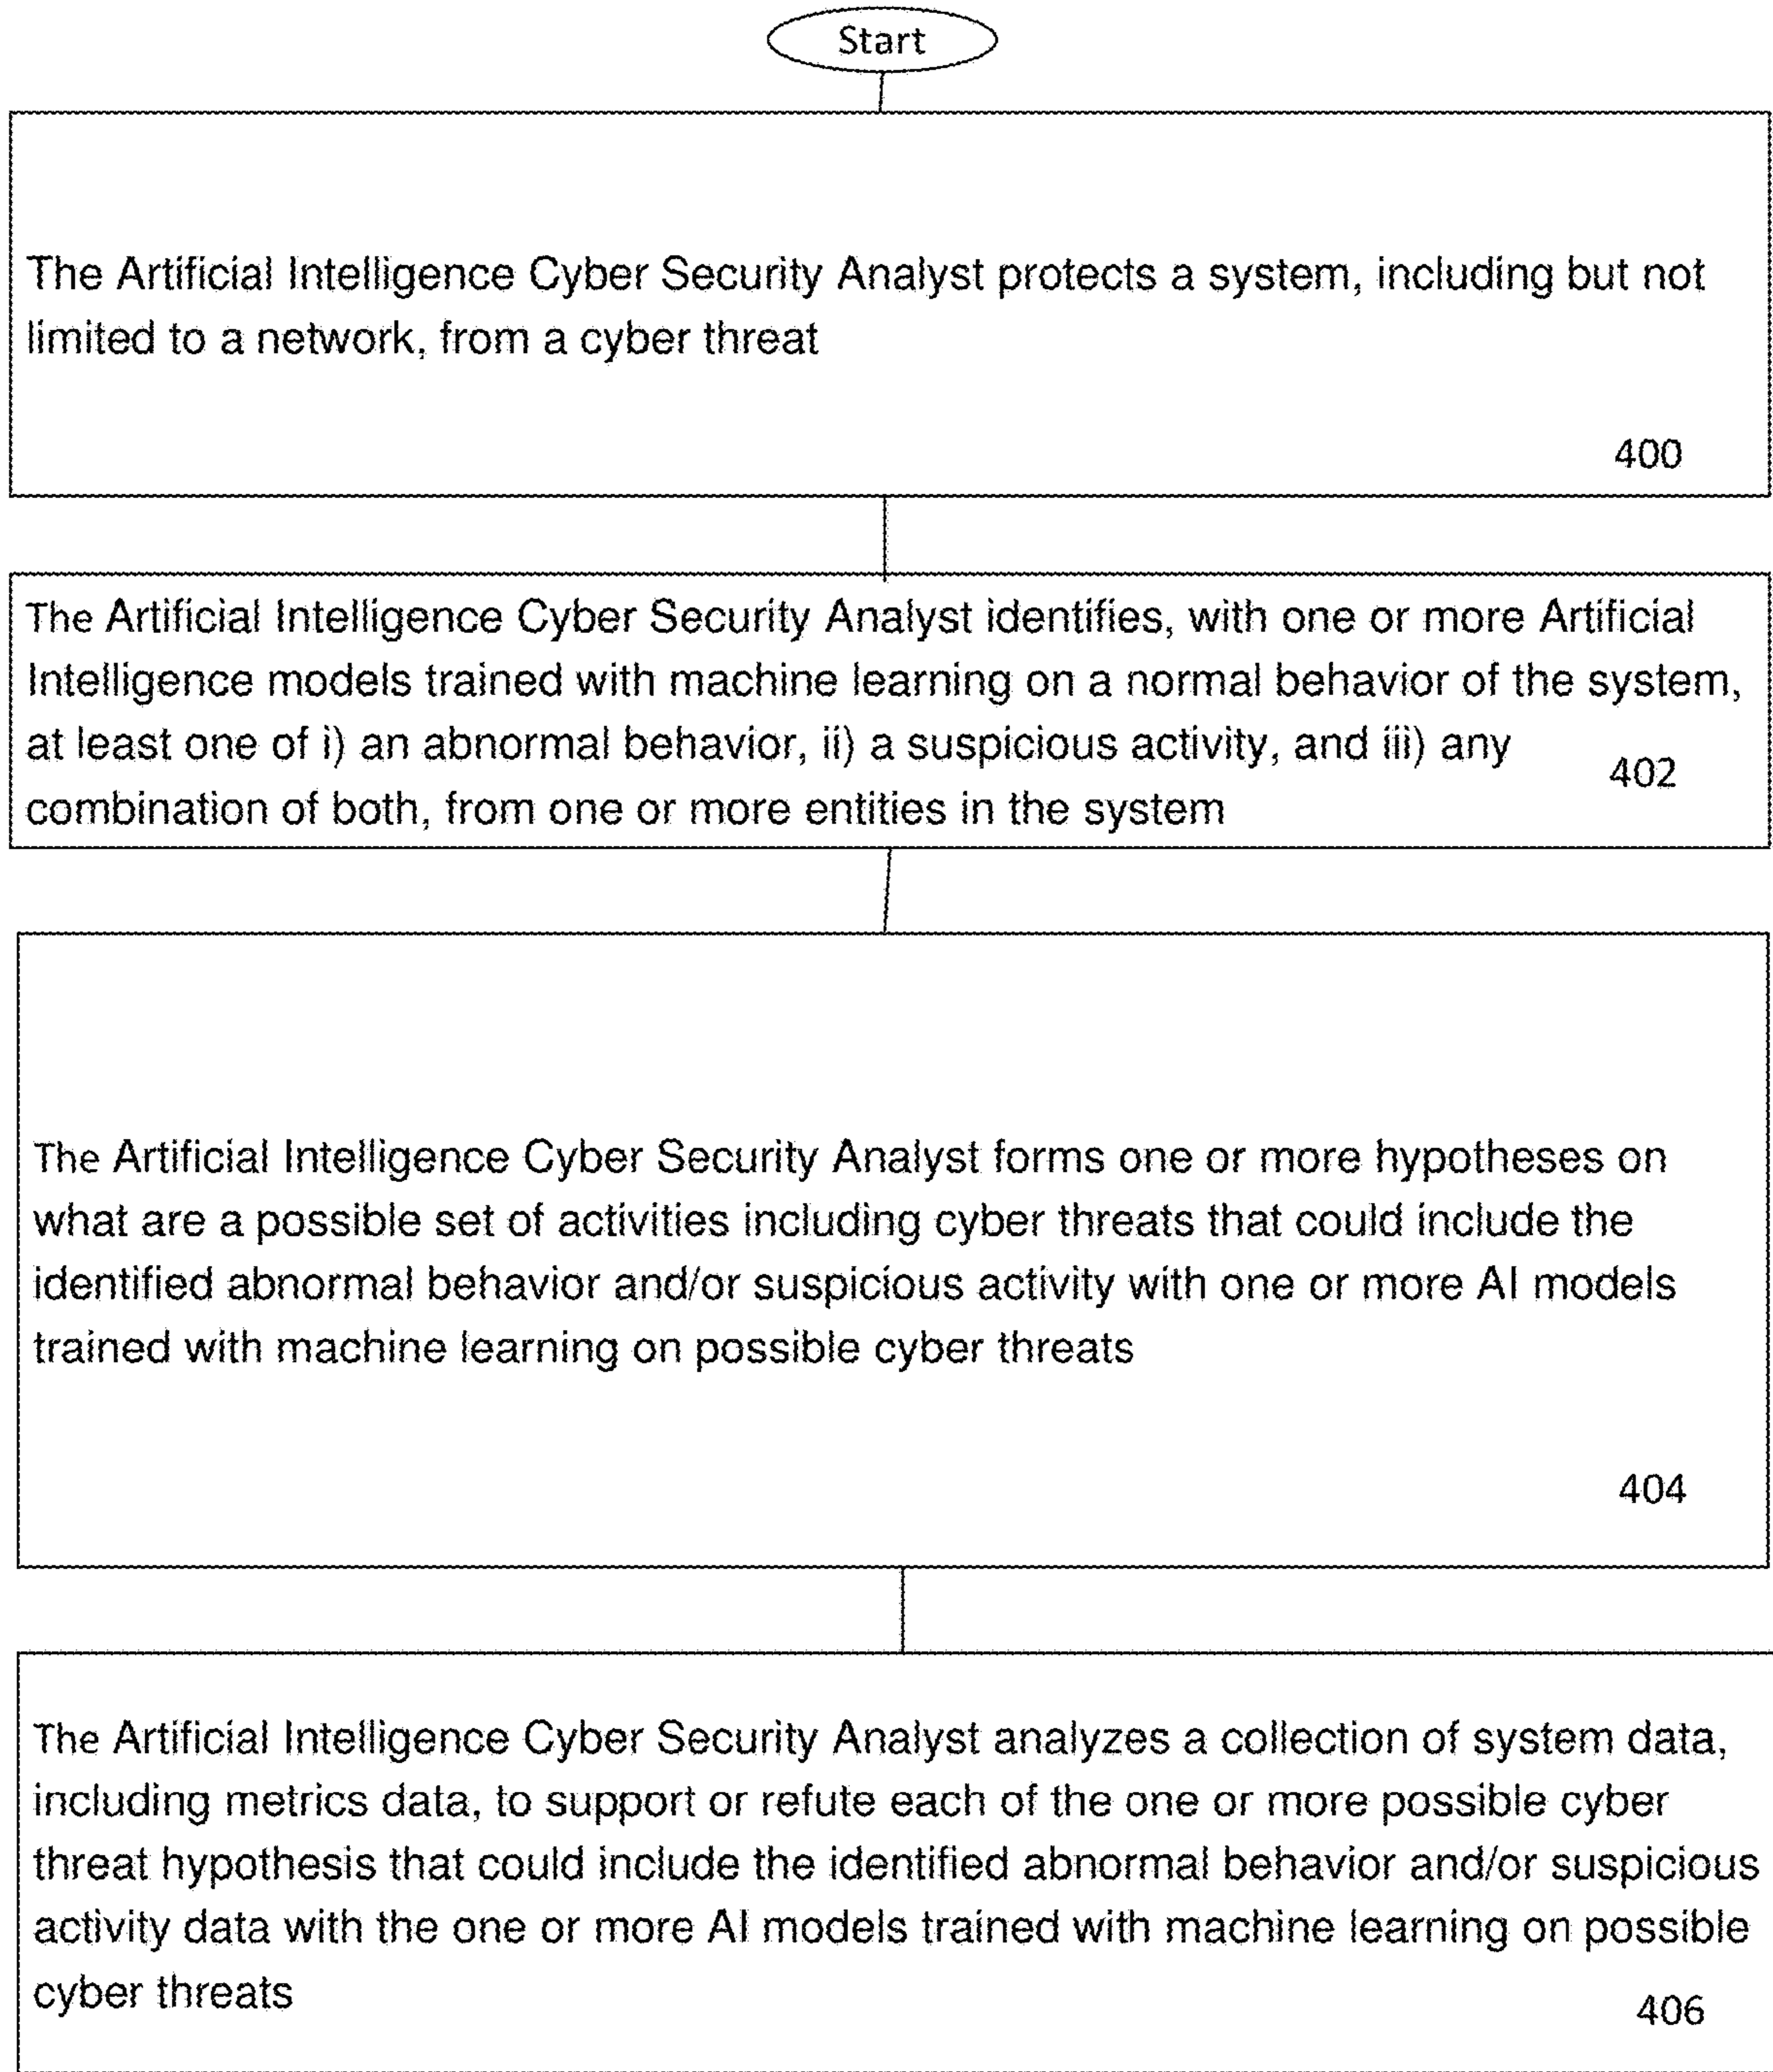 Start
The Artificial Intelligence Cyber Security Analyst protects a system, including but not
limited to a network, from a cyber threat
400
The Artificial Intelligence Cyber Security Analyst identifies, with one or more Artificial
Intelligence models trained with machine learning on a normal behavior of the system,
at least one of i) an abnormal behavior, ii) a suspicious activity, and iii) any
402
combination of both, from one or more entities in the system
The Artificial Intelligence Cyber Security Analyst forms one or more hypotheses on
what are a possible set of activities including cyber threats that could include the
identified abnormal behavior and/or suspicious activity with one or more AI models
trained with machine learning on possible cyber threats
404
The Artificial Intelligence Cyber Security Analyst analyzes a collection of system data,
including metrics data, to support or refute each of the one or more possible cyber
threat hypothesis that could include the identified abnormal behavior and/or suspicious
activity data with the one or more AI models trained with machine learning on possible
cyber threats
406